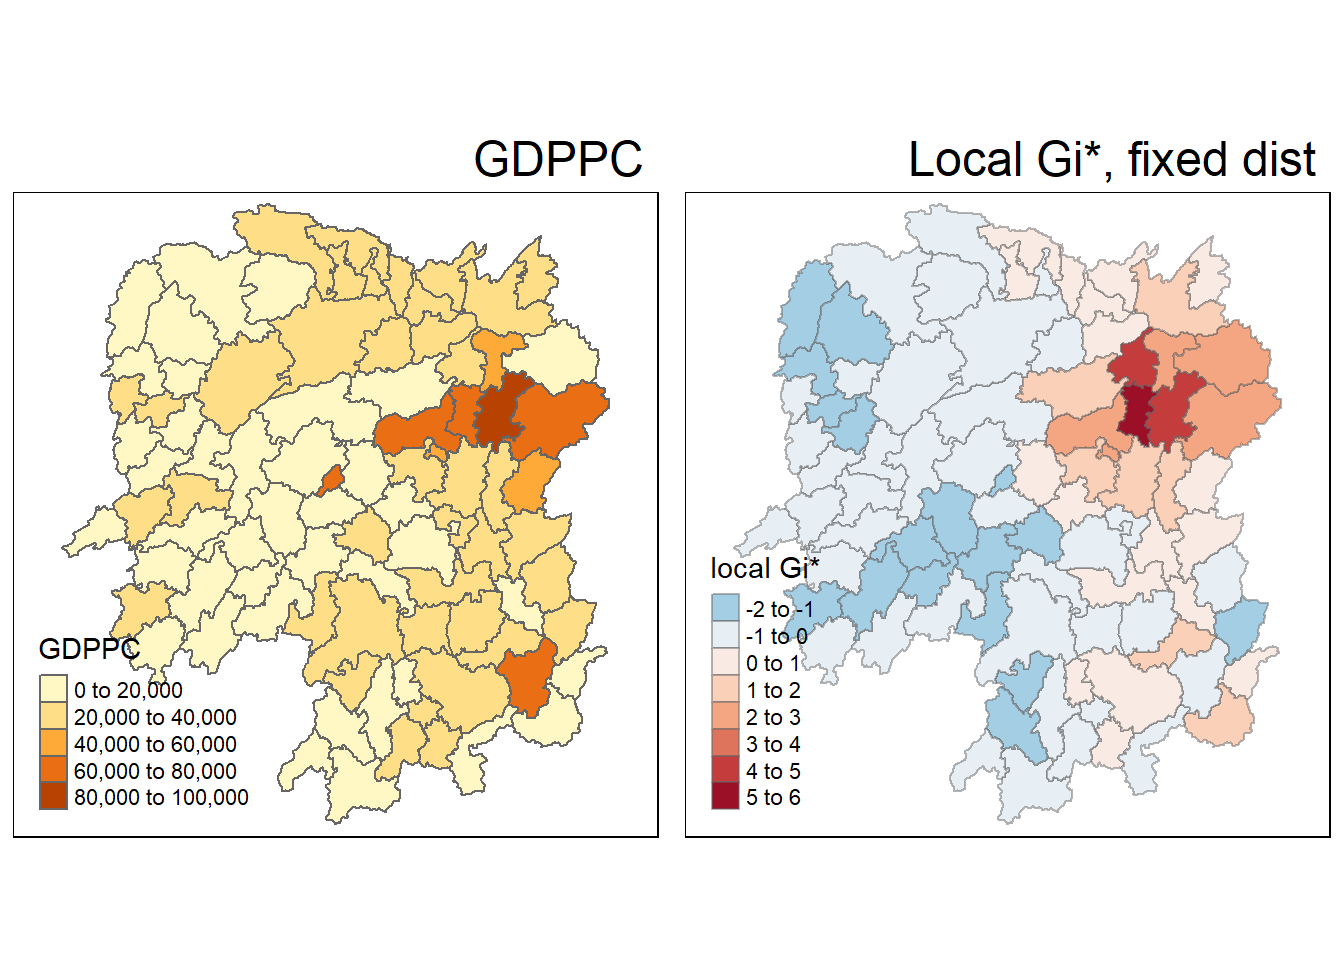 GDPPC
GDPPC
0 to 20,000
20,000 to 40,000
40,000 to 60,000
60,000 to 80,000
80,000 to 100,000
Local Gi*, fixed dist
local Gi*
-2 to -1
-1 to 0
0 to 1
1 to 2
2 to 3
3 to 4
4 to 5
5 to 6